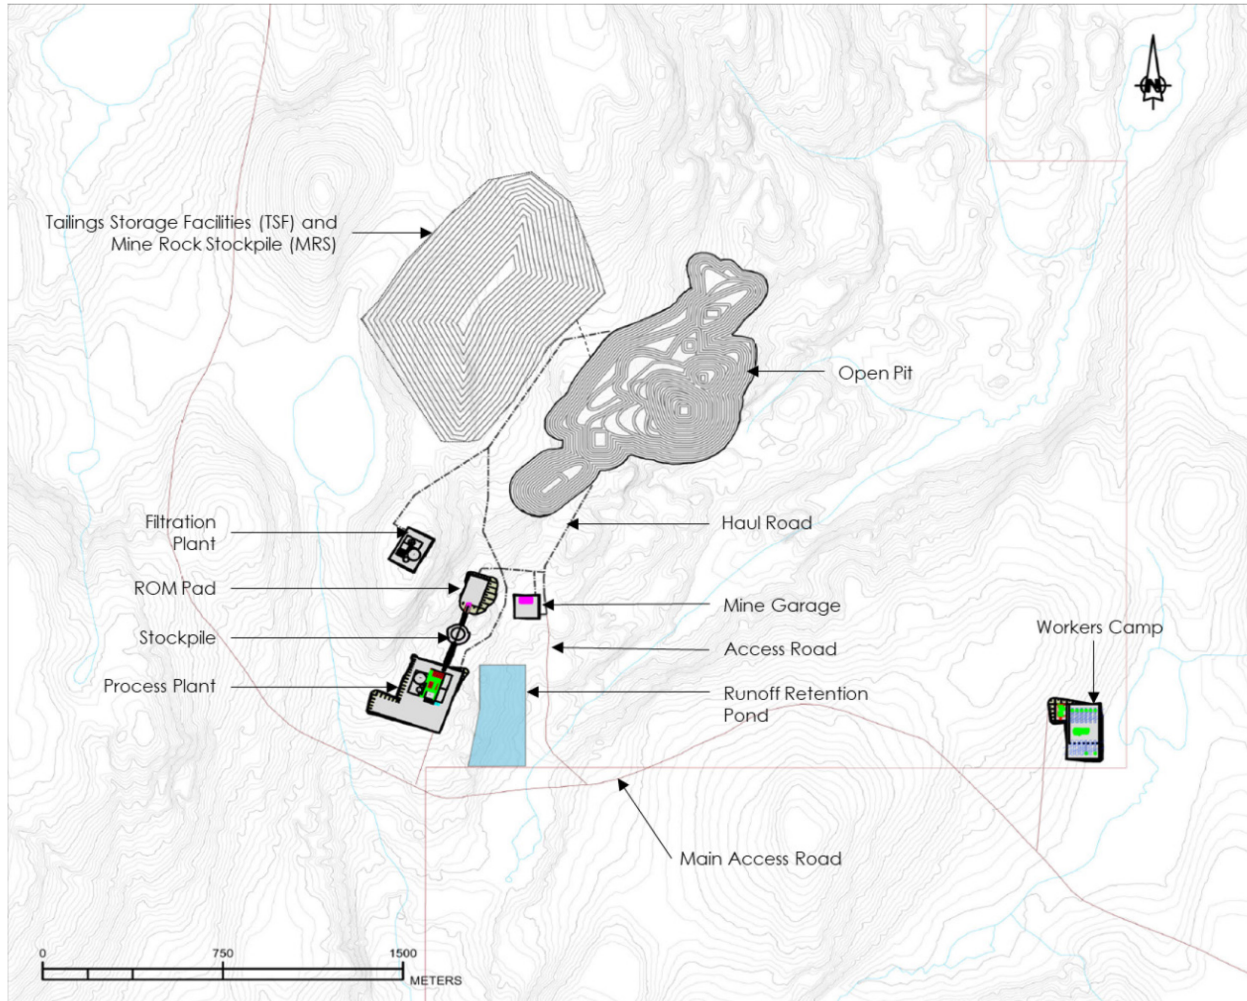 N
Tailings Storage Facilities (TSF) and
Mine Rock Stockpile (MRS)
Open Pit
Filtration
Plant
Haul Road
ROM Pad
Mine Garage
Stockpile
Access Road
Workers Camp
Process Plant
Runoff Retention
Pond
Main Access Road
0 750 1500
METERS